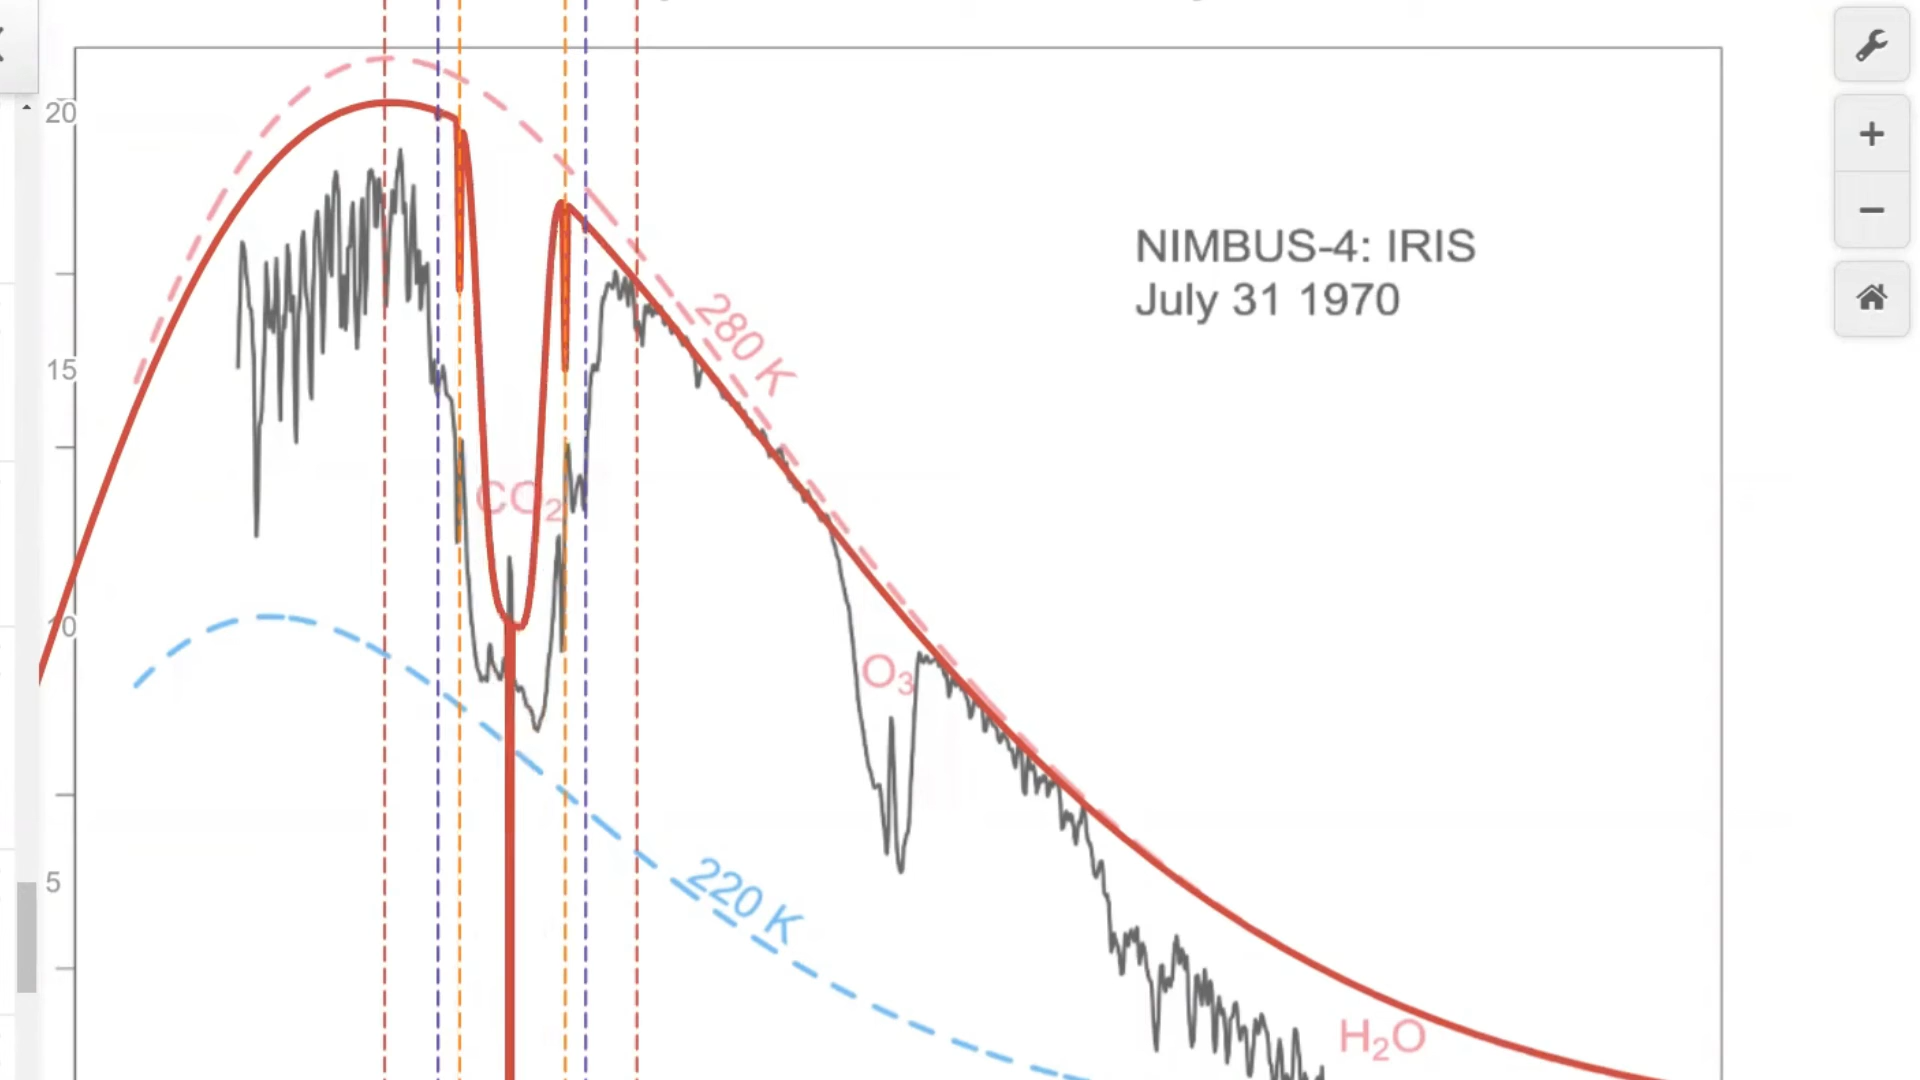 20
NIMBUS-4: IRIS
July 31 1970
280 K
15
CO₂
10
O₃
5
220 K
H₂O